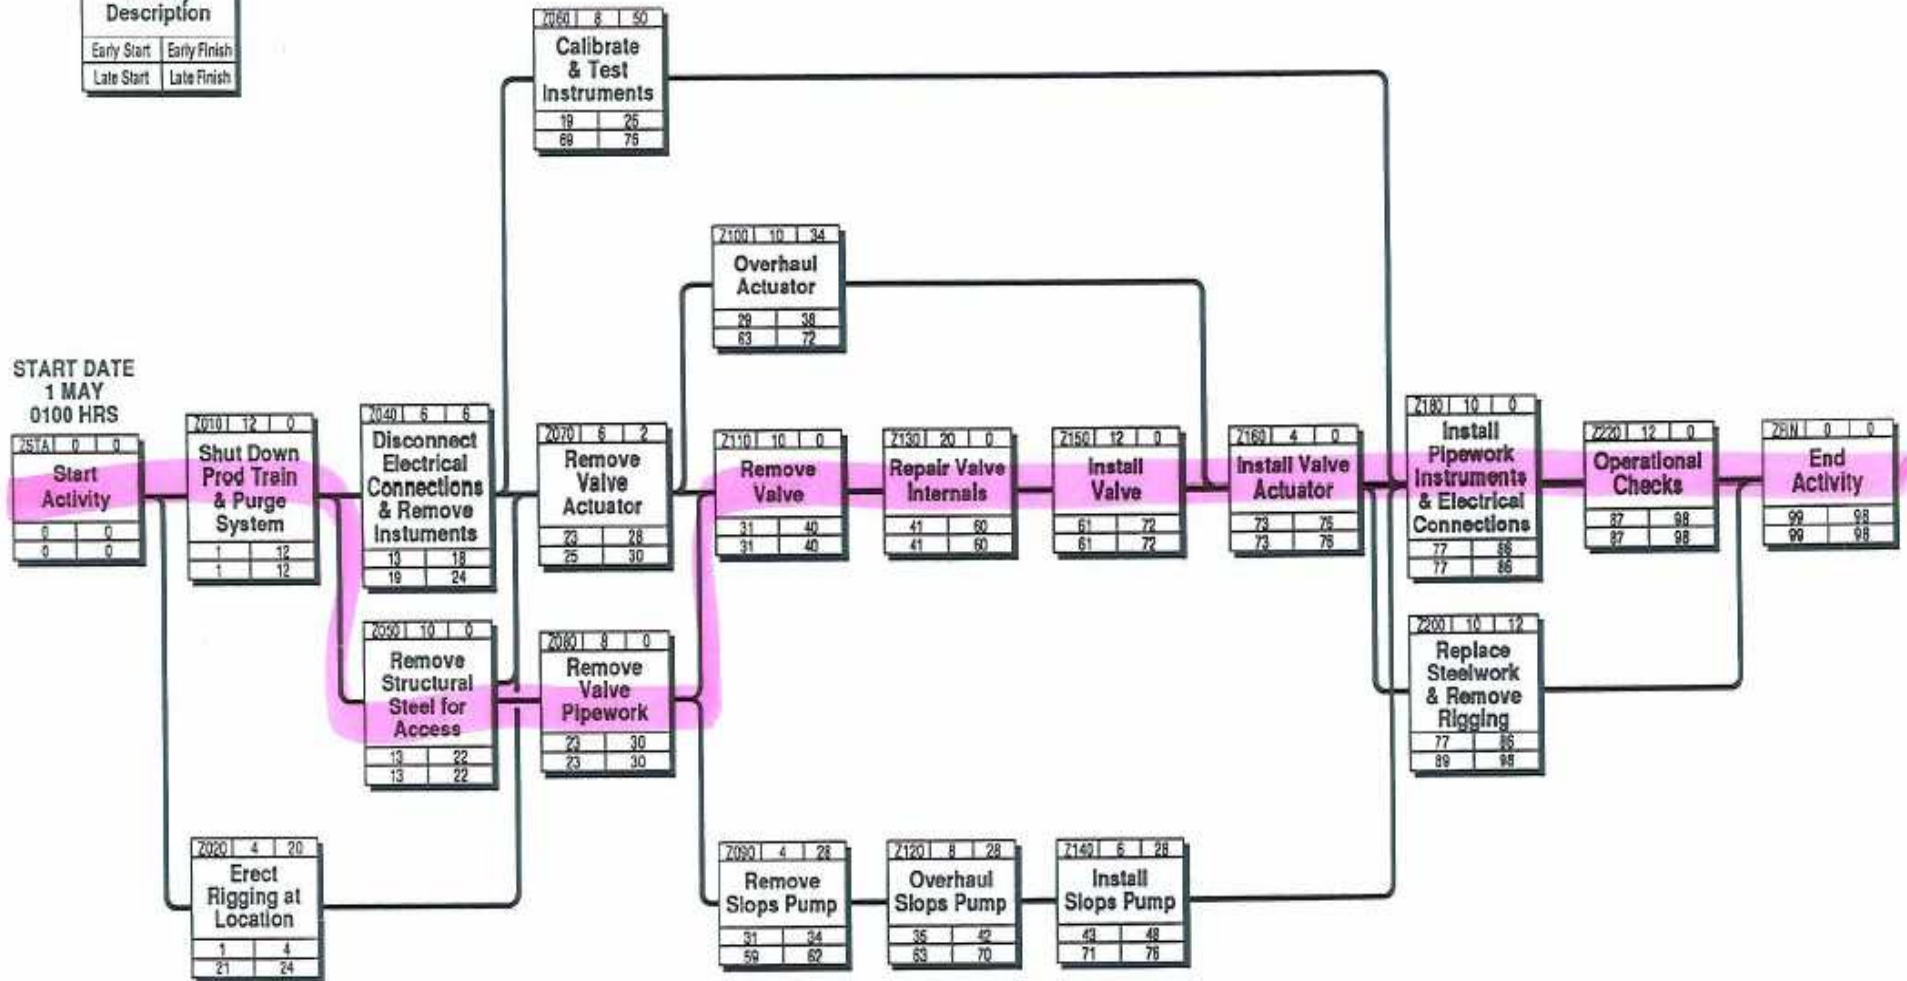 Description
Early Start Early Finish
Late Start Late Finish
Z060 8 50
Calibrate
& Test
Instruments
19 26
69 76
Z100 10 34
Overhaul
Actuator
29 38
63 72
START DATE
1 MAY
0100 HRS
ZSTA 0 0
Start
Activity
0 0
0 0
Z010 12 0
Shut Down
Prod Train
& Purge
System
1 12
1 12
Z040 6 6
Disconnect
Electrical
Connections
& Remove
Instuments
13 18
19 24
Z070 6 2
Remove
Valve
Actuator
23 28
25 30
Z110 10 0
Remove
Valve
31 40
31 40
Z130 20 0
Repair Valve
Internals
41 60
41 60
Z150 12 0
Install
Valve
61 72
61 72
Z160 4 0
Install Valve
Actuator
73 76
73 76
Z180 10 0
Install
Pipework
Instruments
& Electrical
Connections
77 86
77 86
Z220 12 0
Operational
Checks
87 98
87 98
0 0
End
Activity
99 98
99 98
Z050 10 0
Remove
Structural
Steel for
Access
13 22
13 22
Z080 8 0
Remove
Valve
Pipework
23 30
23 30
Z200 10 12
Replace
Steelwork
& Remove
Rigging
77 86
89 98
Z020 4 20
Erect
Rigging at
Location
1 4
21 24
Z090 4 28
Remove
Slops Pump
31 34
59 62
Z120 8 28
Overhaul
Slops Pump
35 42
63 70
Z140 6 28
Install
Slops Pump
43 48
71 76